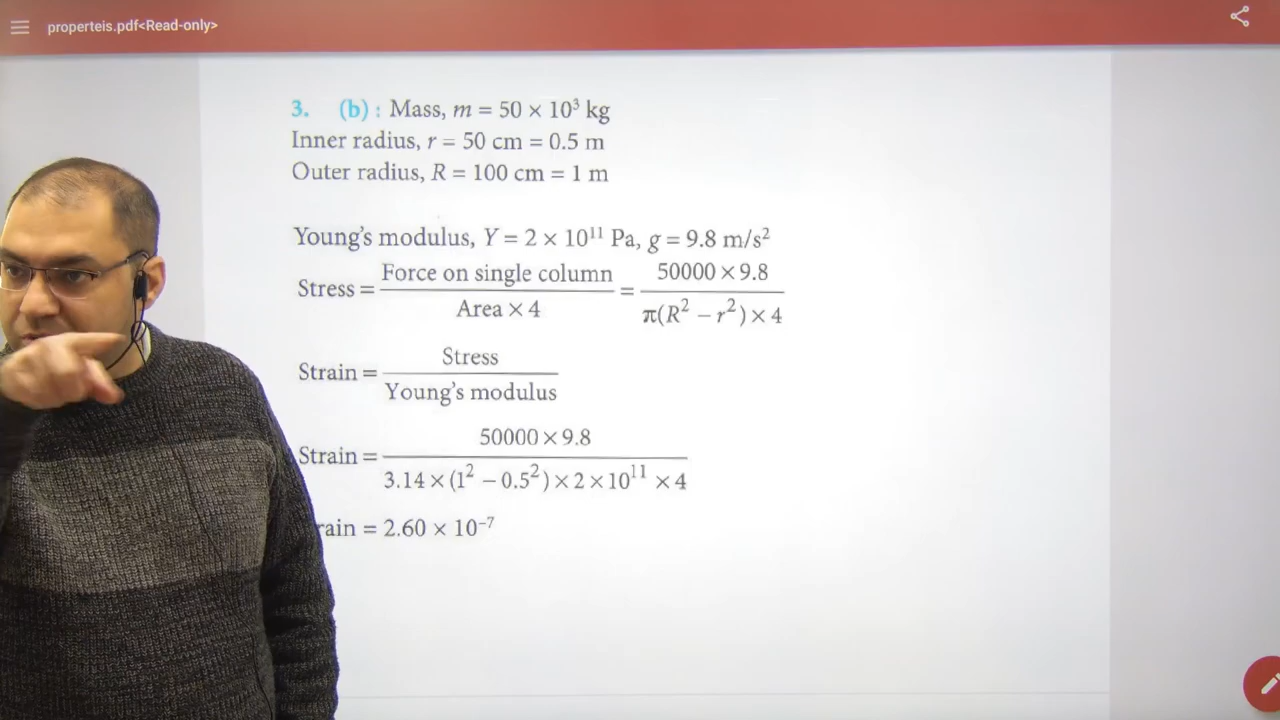 properteis.pdf<Read-only>
3. (b) : Mass, m = 50 × 10³ kg
Inner radius, r = 50 cm = 0.5 m
Outer radius, R = 100 cm = 1 m
Young's modulus, Y = 2 × 10¹¹ Pa, g = 9.8 m/s²
Stress = Force on single column / Area × 4 = 50000 × 9.8 / π(R² – r²) × 4
Strain = Stress / Young's modulus
Strain = 50000 × 9.8 / 3.14 × (1² – 0.5²) × 2 × 10¹¹ × 4
rain = 2.60 × 10⁻⁷